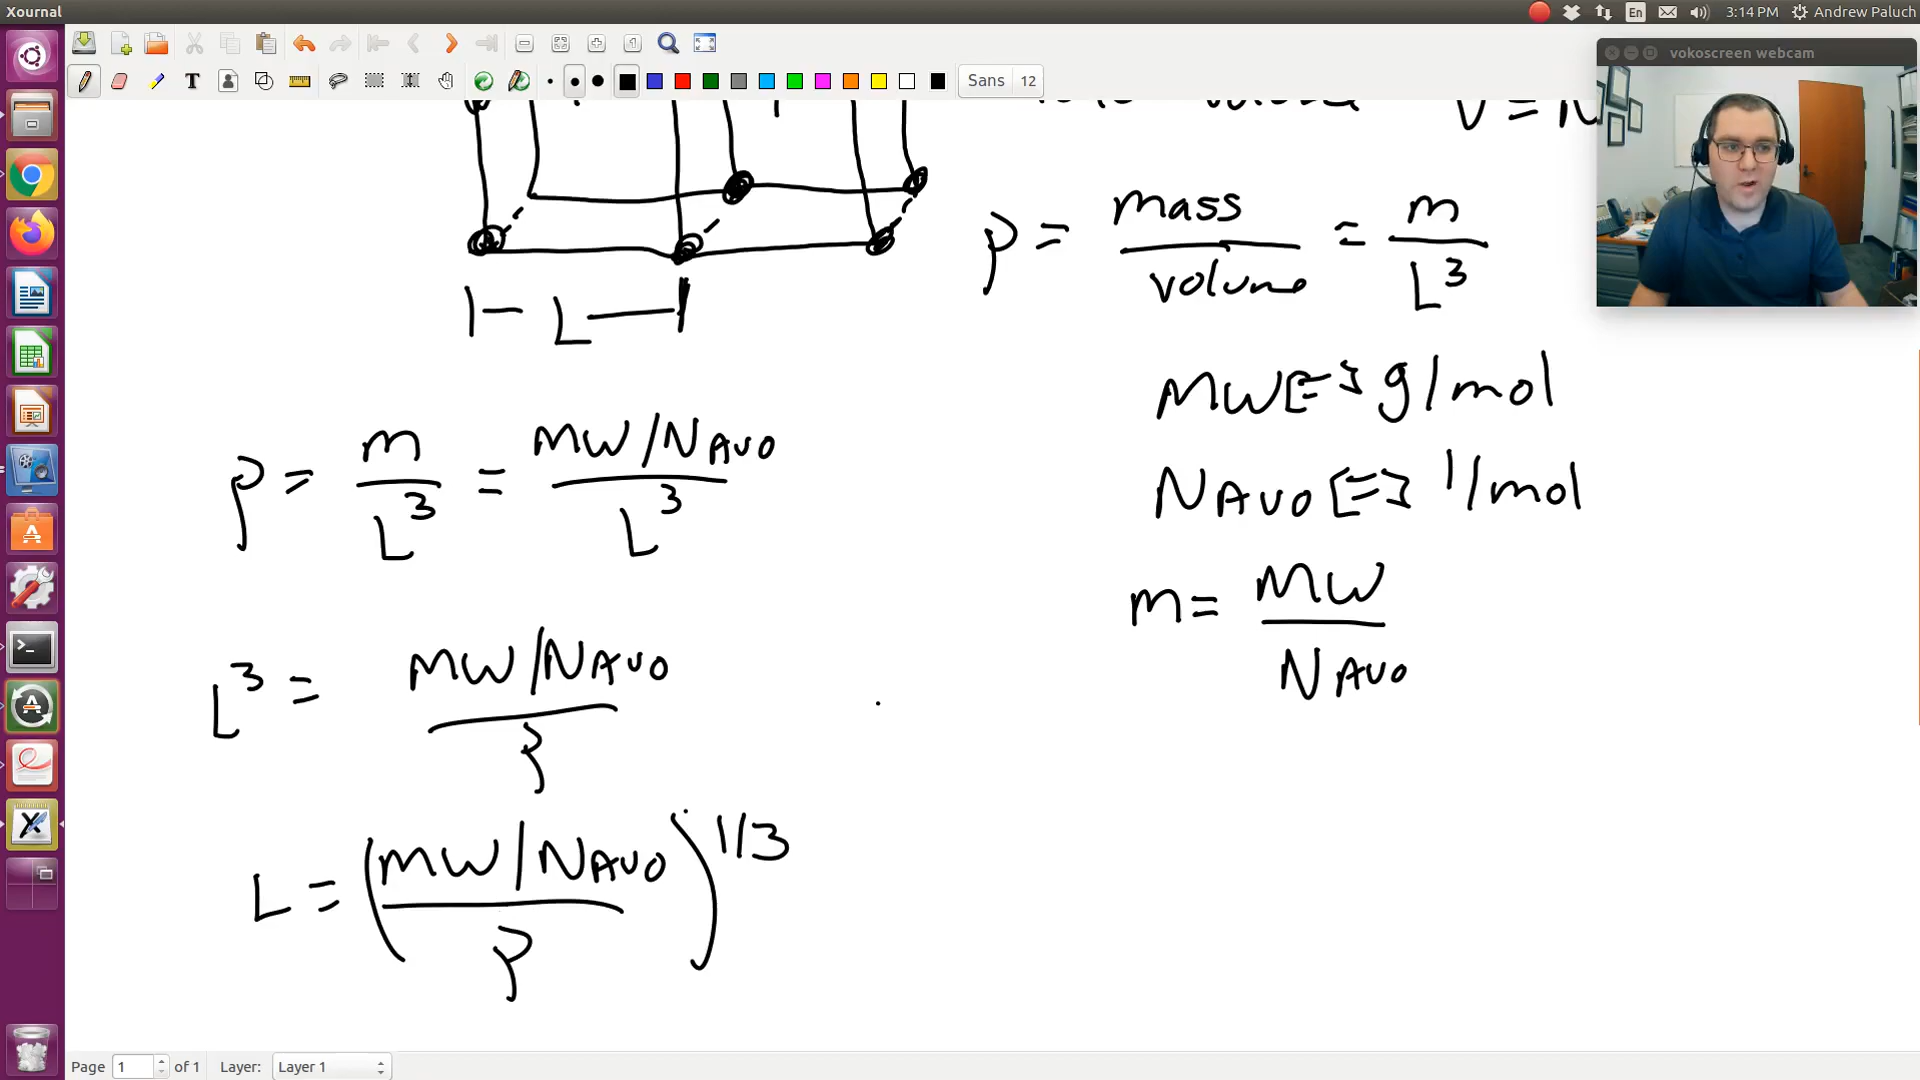 Xournal
En
3:14 PM
Andrew Paluch
vokoscreen webcam
Sans 12
V = N
ρ = mass / volume = m / L³
|- L -|
MW [=] g/mol
ρ = m / L³ = MW/NAVO / L³
NAVO [=] 1/mol
m = MW / NAVO
L³ = MW/NAVO / ρ
L = (MW/NAVO / ρ)^1/3
Page 1 of 1 Layer: Layer 1